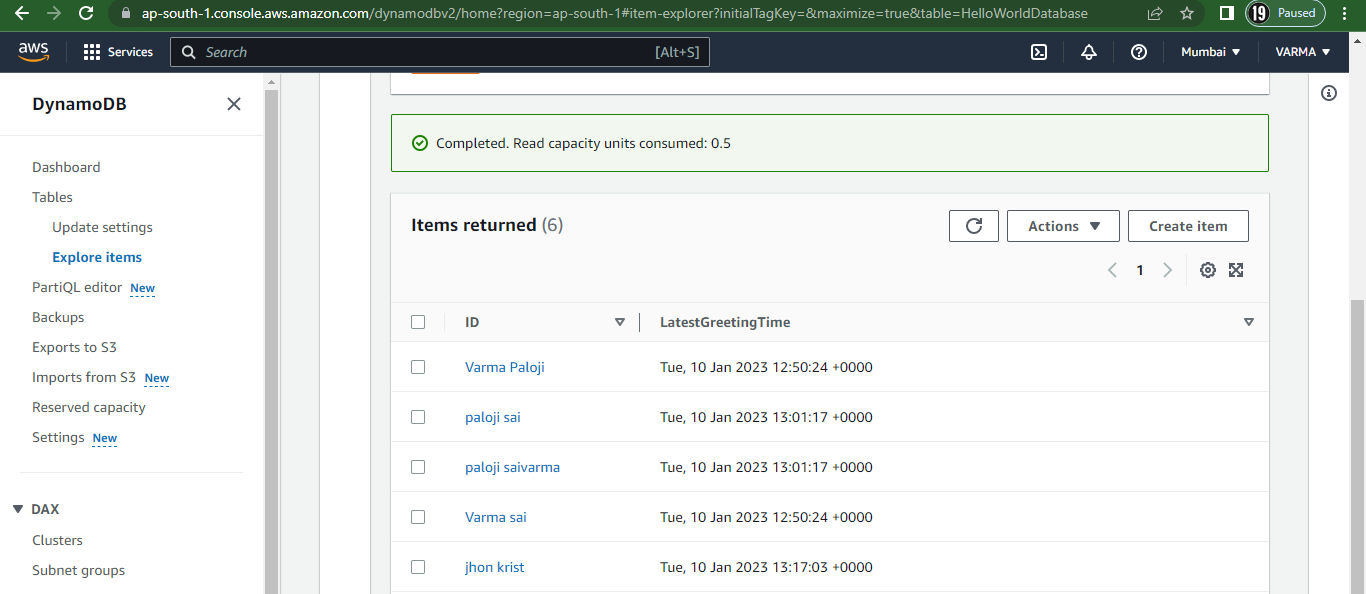 ap-south-1.console.aws.amazon.com/dynamodbv2/home?region=ap-south-1#item-explorer?initialTagKey=&maximize=true&table=HelloWorldDatabase
19 Paused
aws Services Search [Alt+S] Mumbai ▼ VARMA ▼
DynamoDB
Dashboard
Tables
Update settings
Explore items
PartiQL editor New
Backups
Exports to S3
Imports from S3 New
Reserved capacity
Settings New
DAX
Clusters
Subnet groups
Completed. Read capacity units consumed: 0.5
Items returned (6)
Actions ▼ Create item
1
ID LatestGreetingTime
Varma Paloji Tue, 10 Jan 2023 12:50:24 +0000
paloji sai Tue, 10 Jan 2023 13:01:17 +0000
paloji saivarma Tue, 10 Jan 2023 13:01:17 +0000
Varma sai Tue, 10 Jan 2023 12:50:24 +0000
jhon krist Tue, 10 Jan 2023 13:17:03 +0000